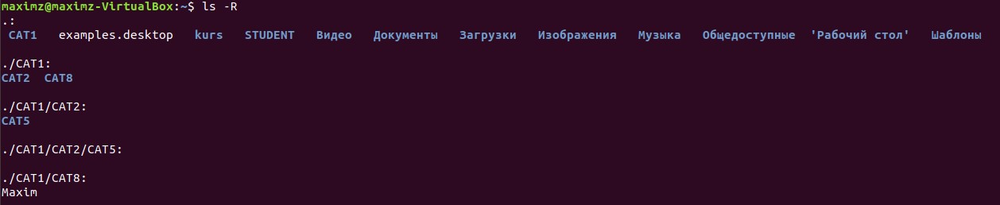 maximz@maximz-VirtualBox:~$ ls -R
.:
CAT1 examples.desktop kurs STUDENT Видео Документы Загрузки Изображения Музыка Общедоступные 'Рабочий стол' Шаблоны
./CAT1:
CAT2 CAT8
./CAT1/CAT2:
CAT5
./CAT1/CAT2/CAT5:
./CAT1/CAT8:
Maxim